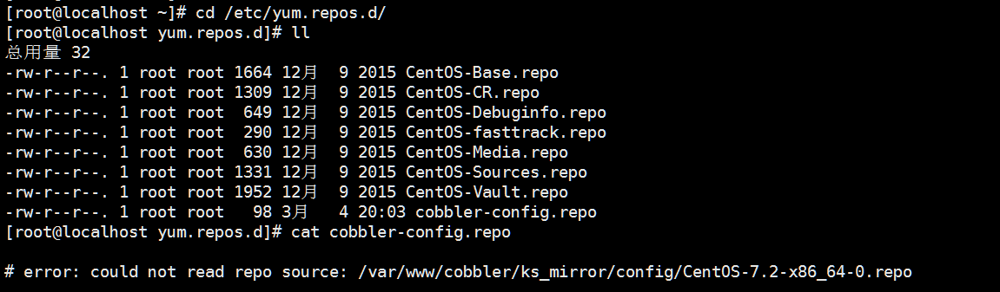 [root@localhost ~]# cd /etc/yum.repos.d/
[root@localhost yum.repos.d]# ll
总用量 32
-rw-r--r--. 1 root root 1664 12月  9 2015 CentOS-Base.repo
-rw-r--r--. 1 root root 1309 12月  9 2015 CentOS-CR.repo
-rw-r--r--. 1 root root  649 12月  9 2015 CentOS-Debuginfo.repo
-rw-r--r--. 1 root root  290 12月  9 2015 CentOS-fasttrack.repo
-rw-r--r--. 1 root root  630 12月  9 2015 CentOS-Media.repo
-rw-r--r--. 1 root root 1331 12月  9 2015 CentOS-Sources.repo
-rw-r--r--. 1 root root 1952 12月  9 2015 CentOS-Vault.repo
-rw-r--r--. 1 root root   98 3月   4 20:03 cobbler-config.repo
[root@localhost yum.repos.d]# cat cobbler-config.repo
# error: could not read repo source: /var/www/cobbler/ks_mirror/config/CentOS-7.2-x86_64-0.repo